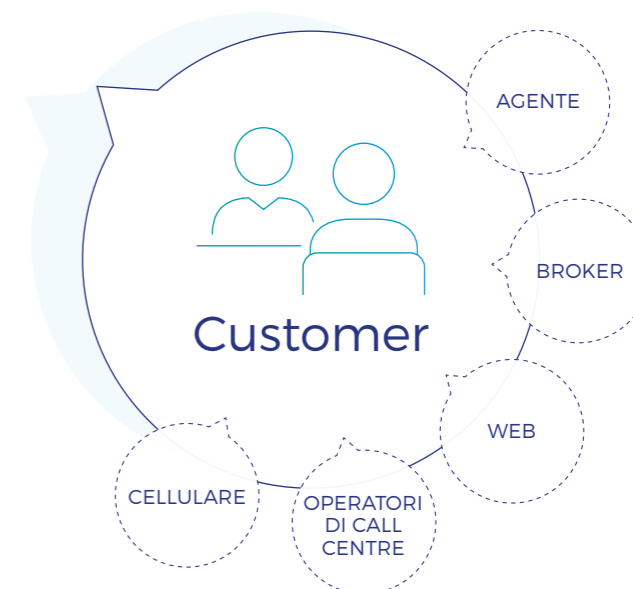 AGENTE
BROKER
Customer
WEB
CELLULARE
OPERATORI
DI CALL
CENTRE